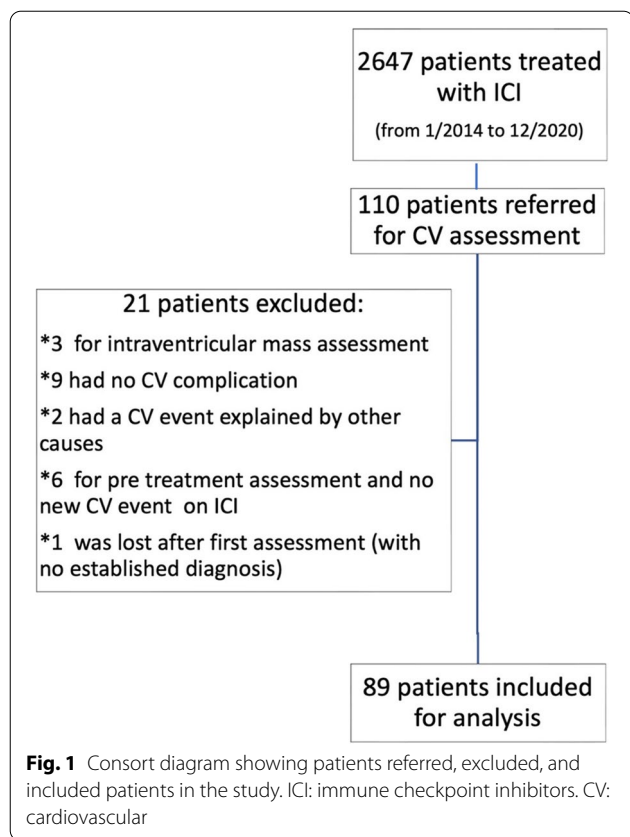 2647 patients treated
with ICI
(from 1/2014 to 12/2020)
110 patients referred
for CV assessment
21 patients excluded:
*3 for intraventricular mass assessment
*9 had no CV complication
*2 had a CV event explained by other
causes
*6 for pre treatment assessment and no
new CV event on ICI
*1 was lost after first assessment (with
no established diagnosis)
89 patients included
for analysis
Fig. 1 Consort diagram showing patients referred, excluded, and
included patients in the study. ICI: immune checkpoint inhibitors. CV:
cardiovascular